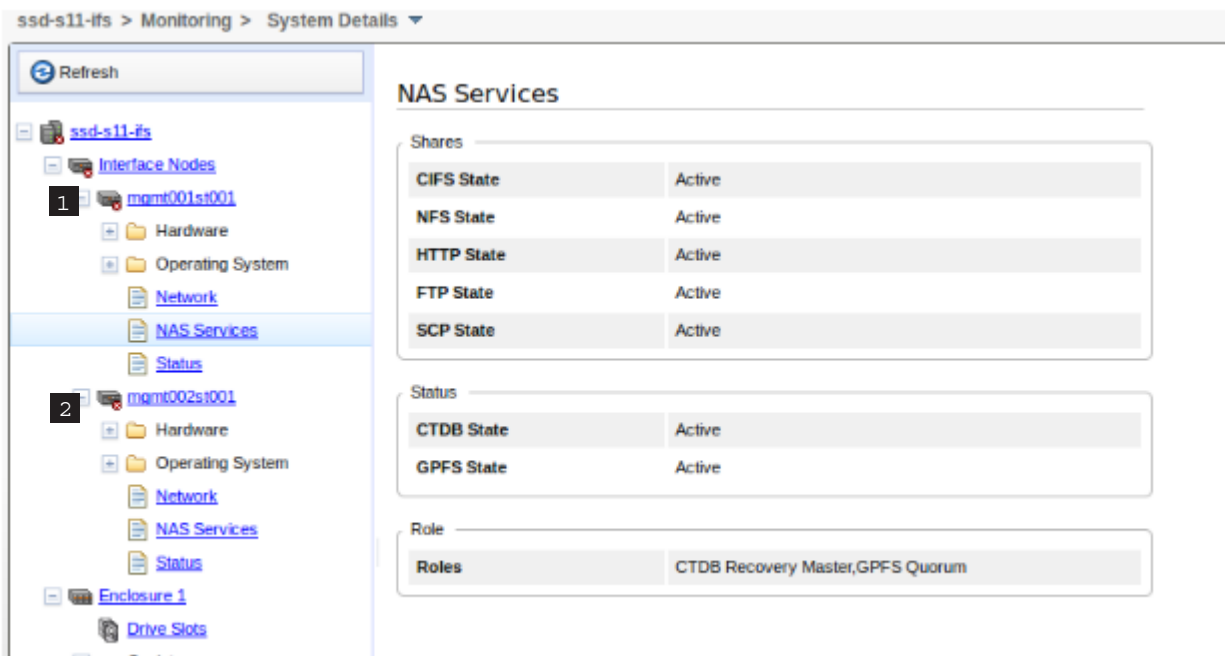 ssd-s11-ifs > Monitoring > System Details
Refresh
ssd-s11-ifs
Interface Nodes
1
mgmt001st001
Hardware
Operating System
Network
NAS Services
Status
2
mgmt002st001
Hardware
Operating System
Network
NAS Services
Status
Enclosure 1
Drive Slots
NAS Services
Shares
CIFS State Active
NFS State Active
HTTP State Active
FTP State Active
SCP State Active
Status
CTDB State Active
GPFS State Active
Role
Roles CTDB Recovery Master,GPFS Quorum